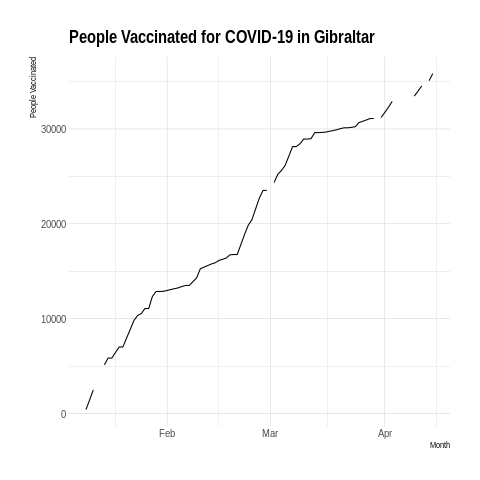 People Vaccinated for COVID-19 in Gibraltar
People Vaccinated
30000
20000
10000
0
Feb
Mar
Apr
Month